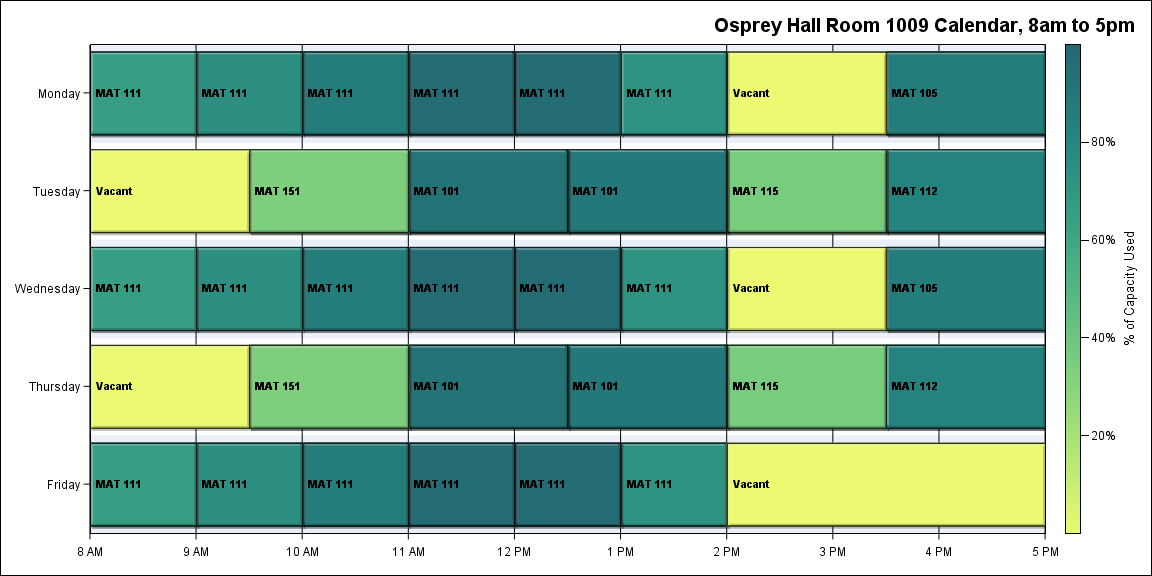 Osprey Hall Room 1009 Calendar, 8am to 5pm
Monday
MAT 111
MAT 111
MAT 111
MAT 111
MAT 111
MAT 111
Vacant
MAT 105
Tuesday
Vacant
MAT 151
MAT 101
MAT 101
MAT 115
MAT 112
Wednesday
MAT 111
MAT 111
MAT 111
MAT 111
MAT 111
MAT 111
Vacant
MAT 105
Thursday
Vacant
MAT 151
MAT 101
MAT 101
MAT 115
MAT 112
Friday
MAT 111
MAT 111
MAT 111
MAT 111
MAT 111
MAT 111
Vacant
8 AM
9 AM
10 AM
11 AM
12 PM
1 PM
2 PM
3 PM
4 PM
5 PM
80%
60%
40%
20%
% of Capacity Used